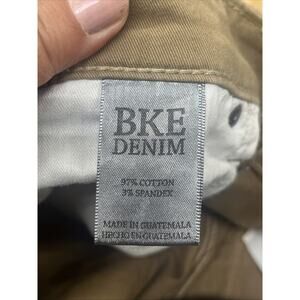 BKE
DENIM
97% COTTON
3% SPANDEX
MADE IN GUATEMALA
HECHO EN GUATEMALA